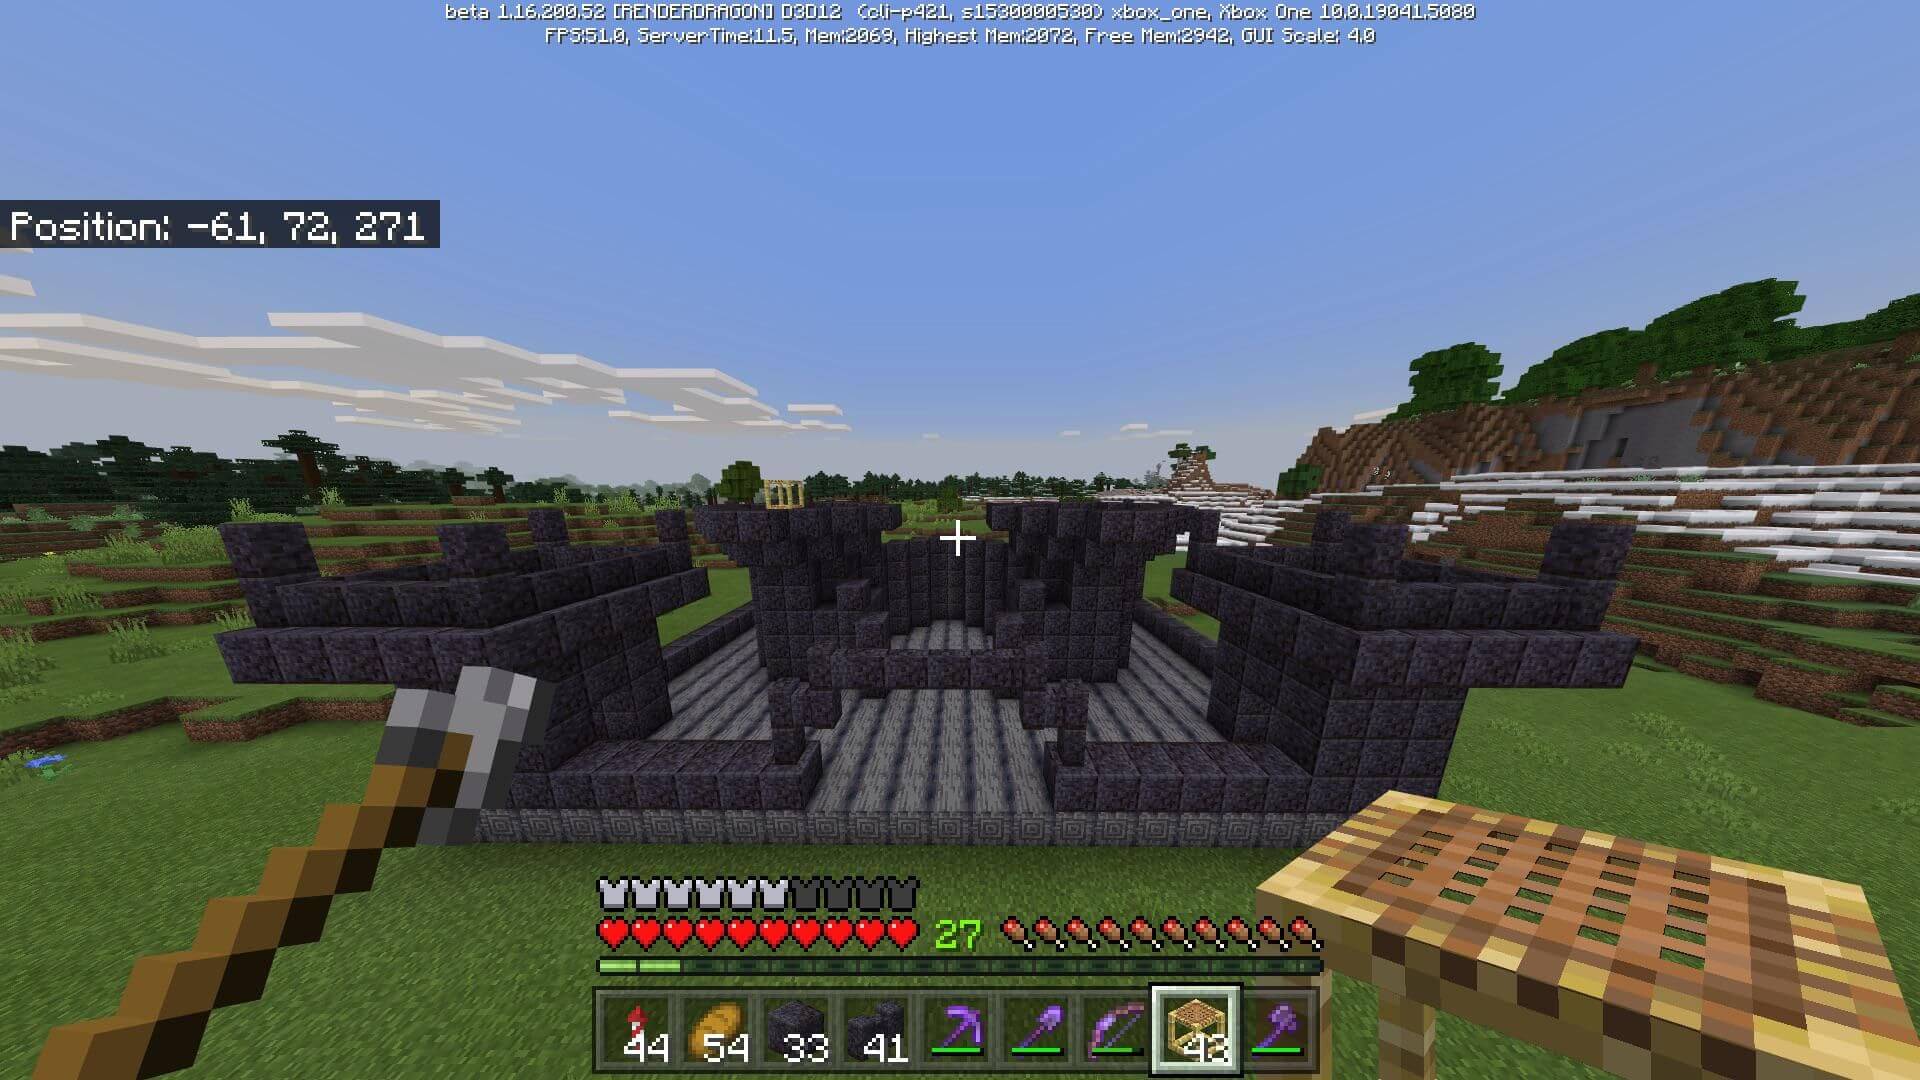 beta 1.16.200.52 [RENDERDRAGON] D3D12 (cli-p421, s1530000530) xbox_one, Xbox One 10.0.19041.5080
FPS:51.0, ServerTime:11.5, Mem:2069, Highest Mem:2072, Free Mem:2942, GUI Scale: 4.0
Position: -61, 72, 271
27
44 54 33 41 43